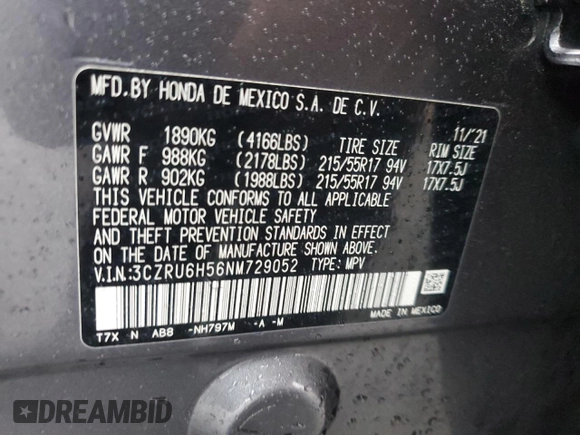 MFD. BY HONDA DE MEXICO S.A. DE C.V.
11/'21
GVWR 1890KG (4166LBS) TIRE SIZE RIM SIZE
GAWR F 988KG (2178LBS) 215/55R17 94V 17X7.5J
GAWR R 902KG (1988LBS) 215/55R17 94V 17X7.5J
THIS VEHICLE CONFORMS TO ALL APPLICABLE
FEDERAL MOTOR VEHICLE SAFETY
AND THEFT PREVENTION STANDARDS IN EFFECT
ON THE DATE OF MANUFACTURE SHOWN ABOVE.
V.I.N:3CZRU6H56NM729052 TYPE: MPV
T7X N AB8 -NH797M -A -M MADE IN MEXICO
DREAMBID